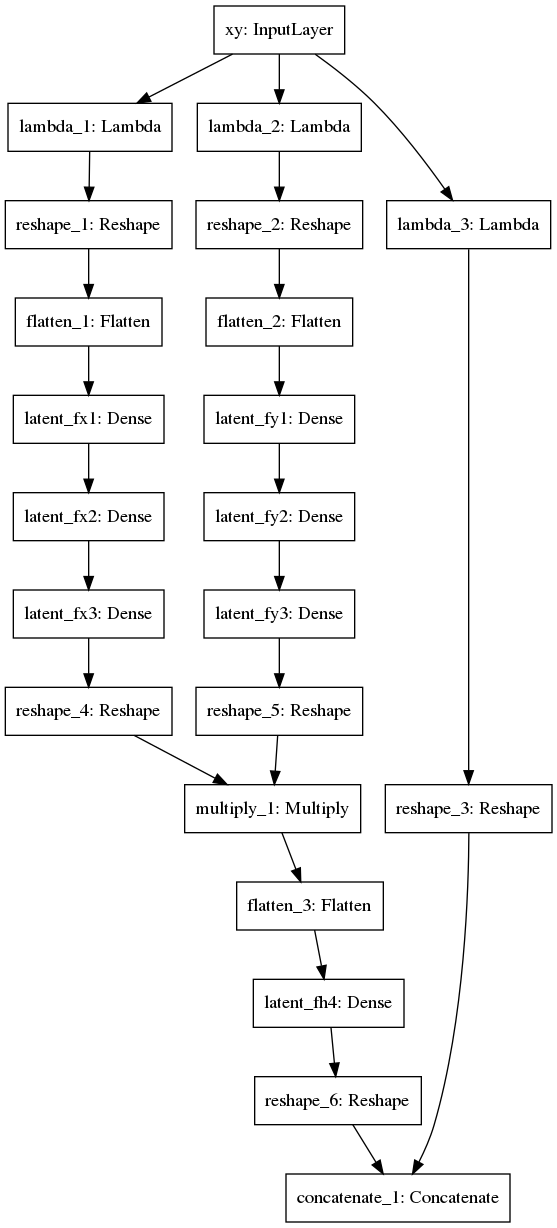 xy: InputLayer
lambda_1: Lambda
lambda_2: Lambda
reshape_1: Reshape
reshape_2: Reshape
lambda_3: Lambda
flatten_1: Flatten
flatten_2: Flatten
latent_fx1: Dense
latent_fy1: Dense
latent_fx2: Dense
latent_fy2: Dense
latent_fx3: Dense
latent_fy3: Dense
reshape_4: Reshape
reshape_5: Reshape
multiply_1: Multiply
reshape_3: Reshape
flatten_3: Flatten
latent_fh4: Dense
reshape_6: Reshape
concatenate_1: Concatenate